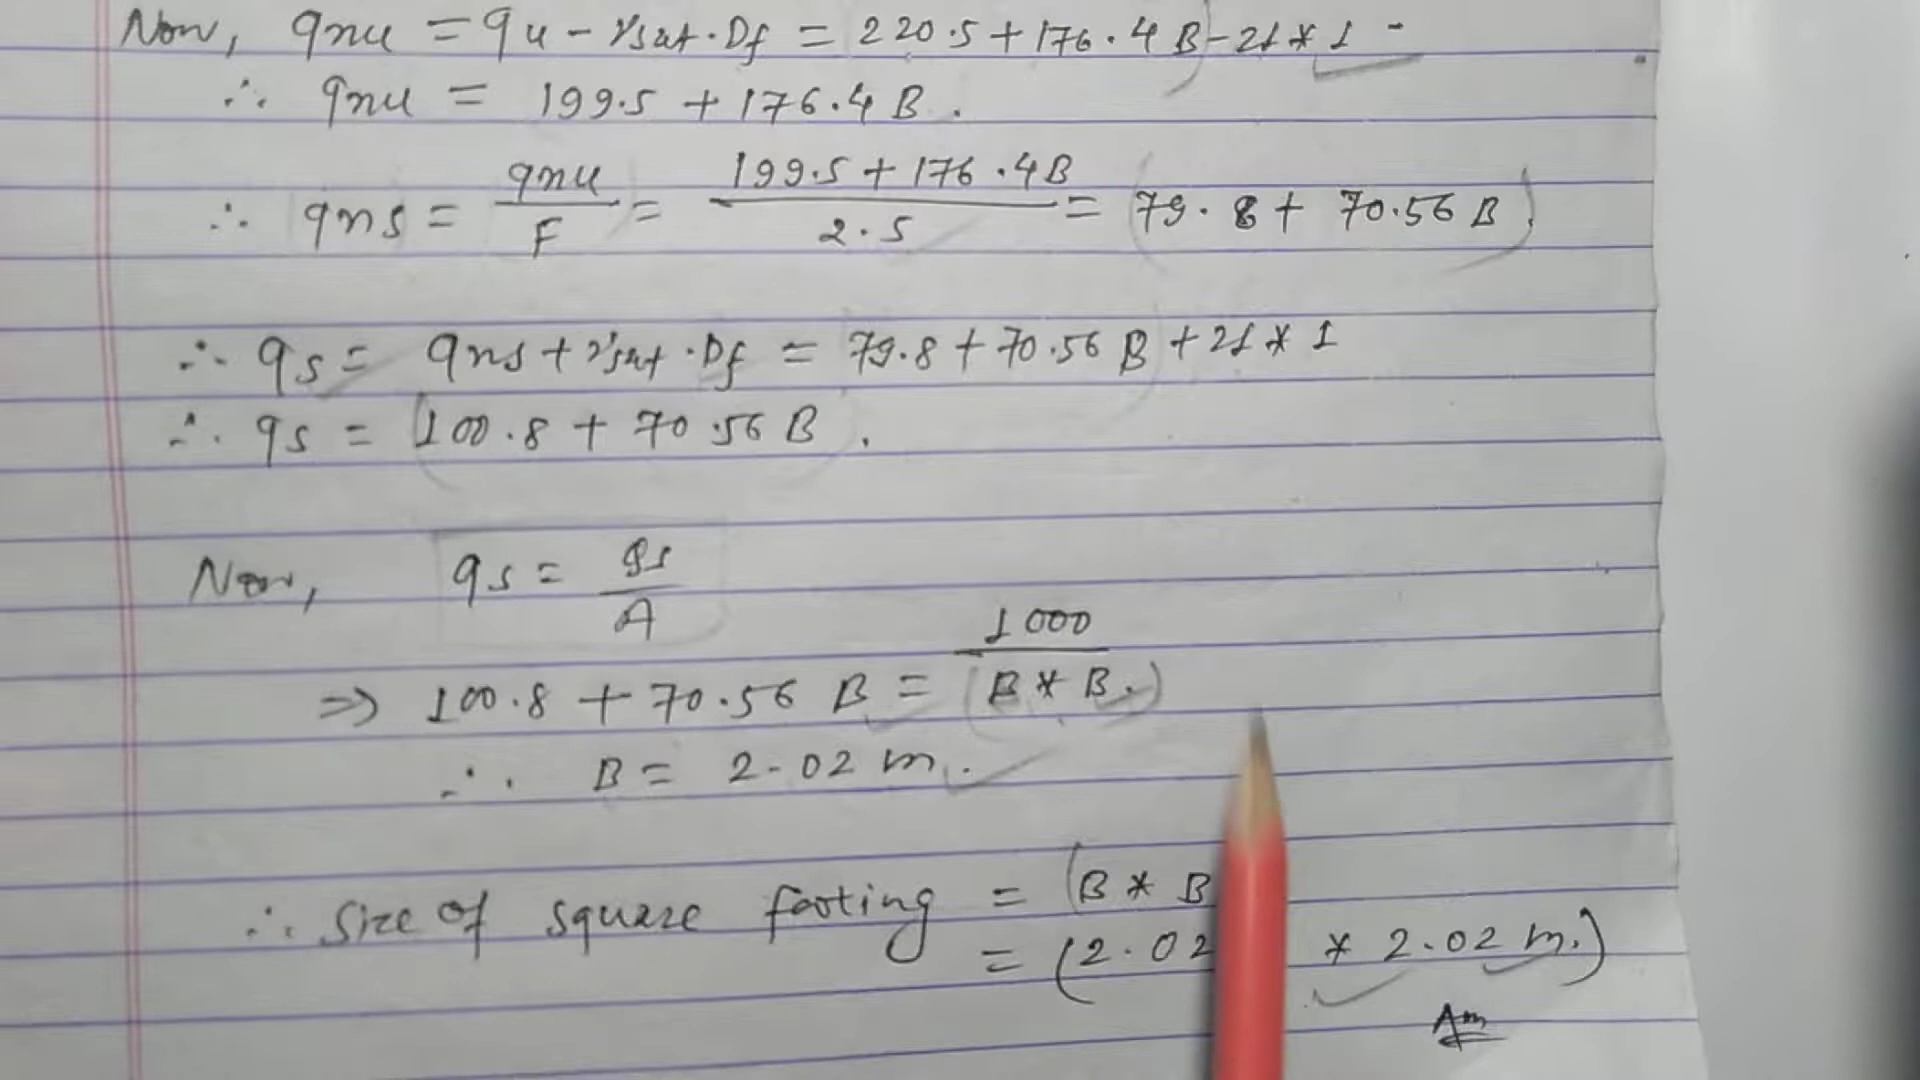 Now, qnu = qu - γsat·Df = 220.5 + 176.4 B - 21 * 1
∴ qnu = 199.5 + 176.4 B.
∴ qns = qnu / F = 199.5 + 176.4 B / 2.5 = (79.8 + 70.56 B)
∴ qs = qns + γsat·Df = 79.8 + 70.56 B + 21 * 1
∴ qs = (100.8 + 70.56 B).
Now, qs = Qs / A
⇒ 100.8 + 70.56 B = 1000 / (B * B.)
∴ B = 2.02 m.
∴ Size of square footing = (B * B
= (2.02 * 2.02 m.)
Ans